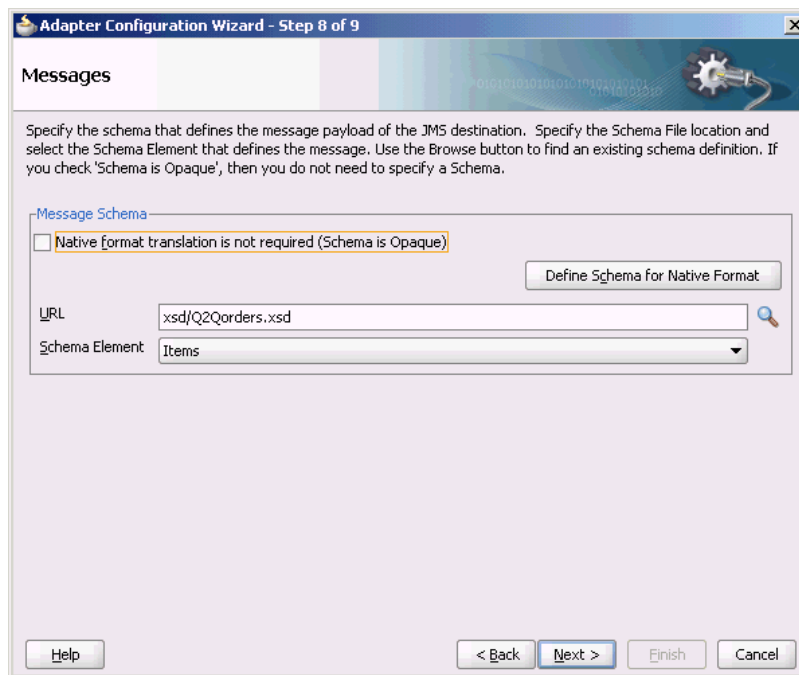 Adapter Configuration Wizard - Step 8 of 9
Messages
Specify the schema that defines the message payload of the JMS destination. Specify the Schema File location and
select the Schema Element that defines the message. Use the Browse button to find an existing schema definition. If
you check 'Schema is Opaque', then you do not need to specify a Schema.
Message Schema
Native format translation is not required (Schema is Opaque)
Define Schema for Native Format
URL
xsd/Q2Qorders.xsd
Schema Element
Items
Help
< Back
Next >
Finish
Cancel